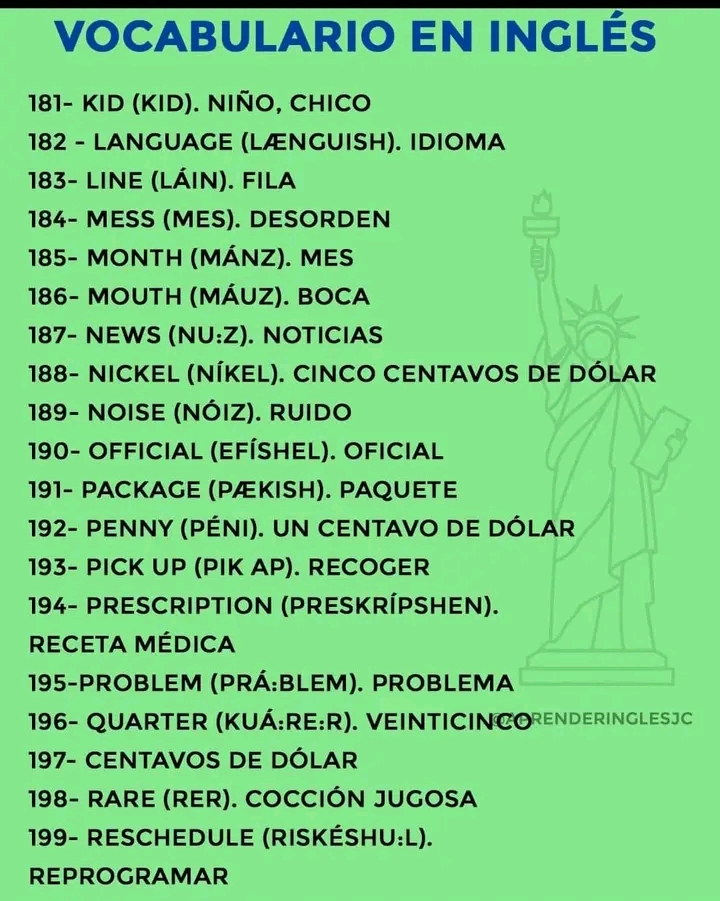 VOCABULARIO EN INGLÉS
181- KID (KID). NIÑO, CHICO
182 - LANGUAGE (LÆNGUISH). IDIOMA
183- LINE (LÁIN). FILA
184- MESS (MES). DESORDEN
185- MONTH (MÁNZ). MES
186- MOUTH (MÁUZ). BOCA
187- NEWS (NU:Z). NOTICIAS
188- NICKEL (NÍKEL). CINCO CENTAVOS DE DÓLAR
189- NOISE (NÓIZ). RUIDO
190- OFFICIAL (EFÍSHEL). OFICIAL
191- PACKAGE (PÆKISH). PAQUETE
192- PENNY (PÉNI). UN CENTAVO DE DÓLAR
193- PICK UP (PIK AP). RECOGER
194- PRESCRIPTION (PRESKRÍPSHEN).
RECETA MÉDICA
195-PROBLEM (PRÁ:BLEM). PROBLEMA
196- QUARTER (KUÁ:RE:R). VEINTICINCO
@APRENDERINGLESJC
197- CENTAVOS DE DÓLAR
198- RARE (RER). COCCIÓN JUGOSA
199- RESCHEDULE (RISKÉSHU:L).
REPROGRAMAR